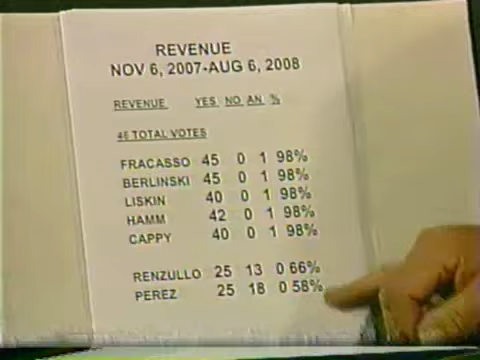 REVENUE
NOV 6, 2007-AUG 6, 2008
REVENUE YES NO AN %
46 TOTAL VOTES
FRACASSO 45 0 1 98%
BERLINSKI 45 0 1 98%
LISKIN 40 0 1 98%
HAMM 42 0 1 98%
CAPPY 40 0 1 98%
RENZULLO 25 13 0 66%
PEREZ 25 18 0 58%